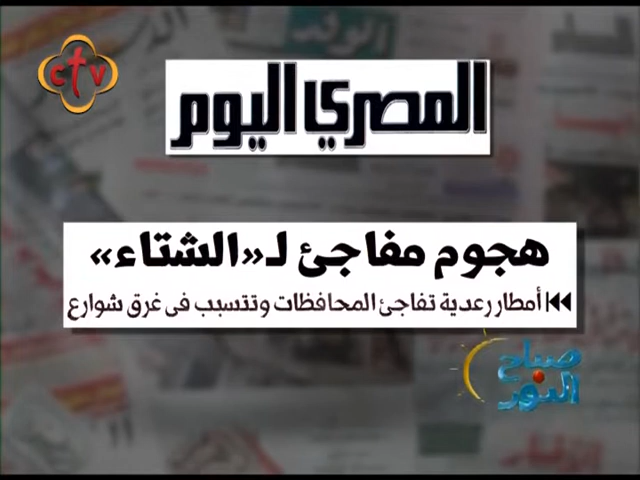 CTV
المصري اليوم
هجوم مفاجئ لـ«الشتاء»
أمطار رعدية تفاجئ المحافظات وتتسبب فى غرق شوارع
صباح
النور